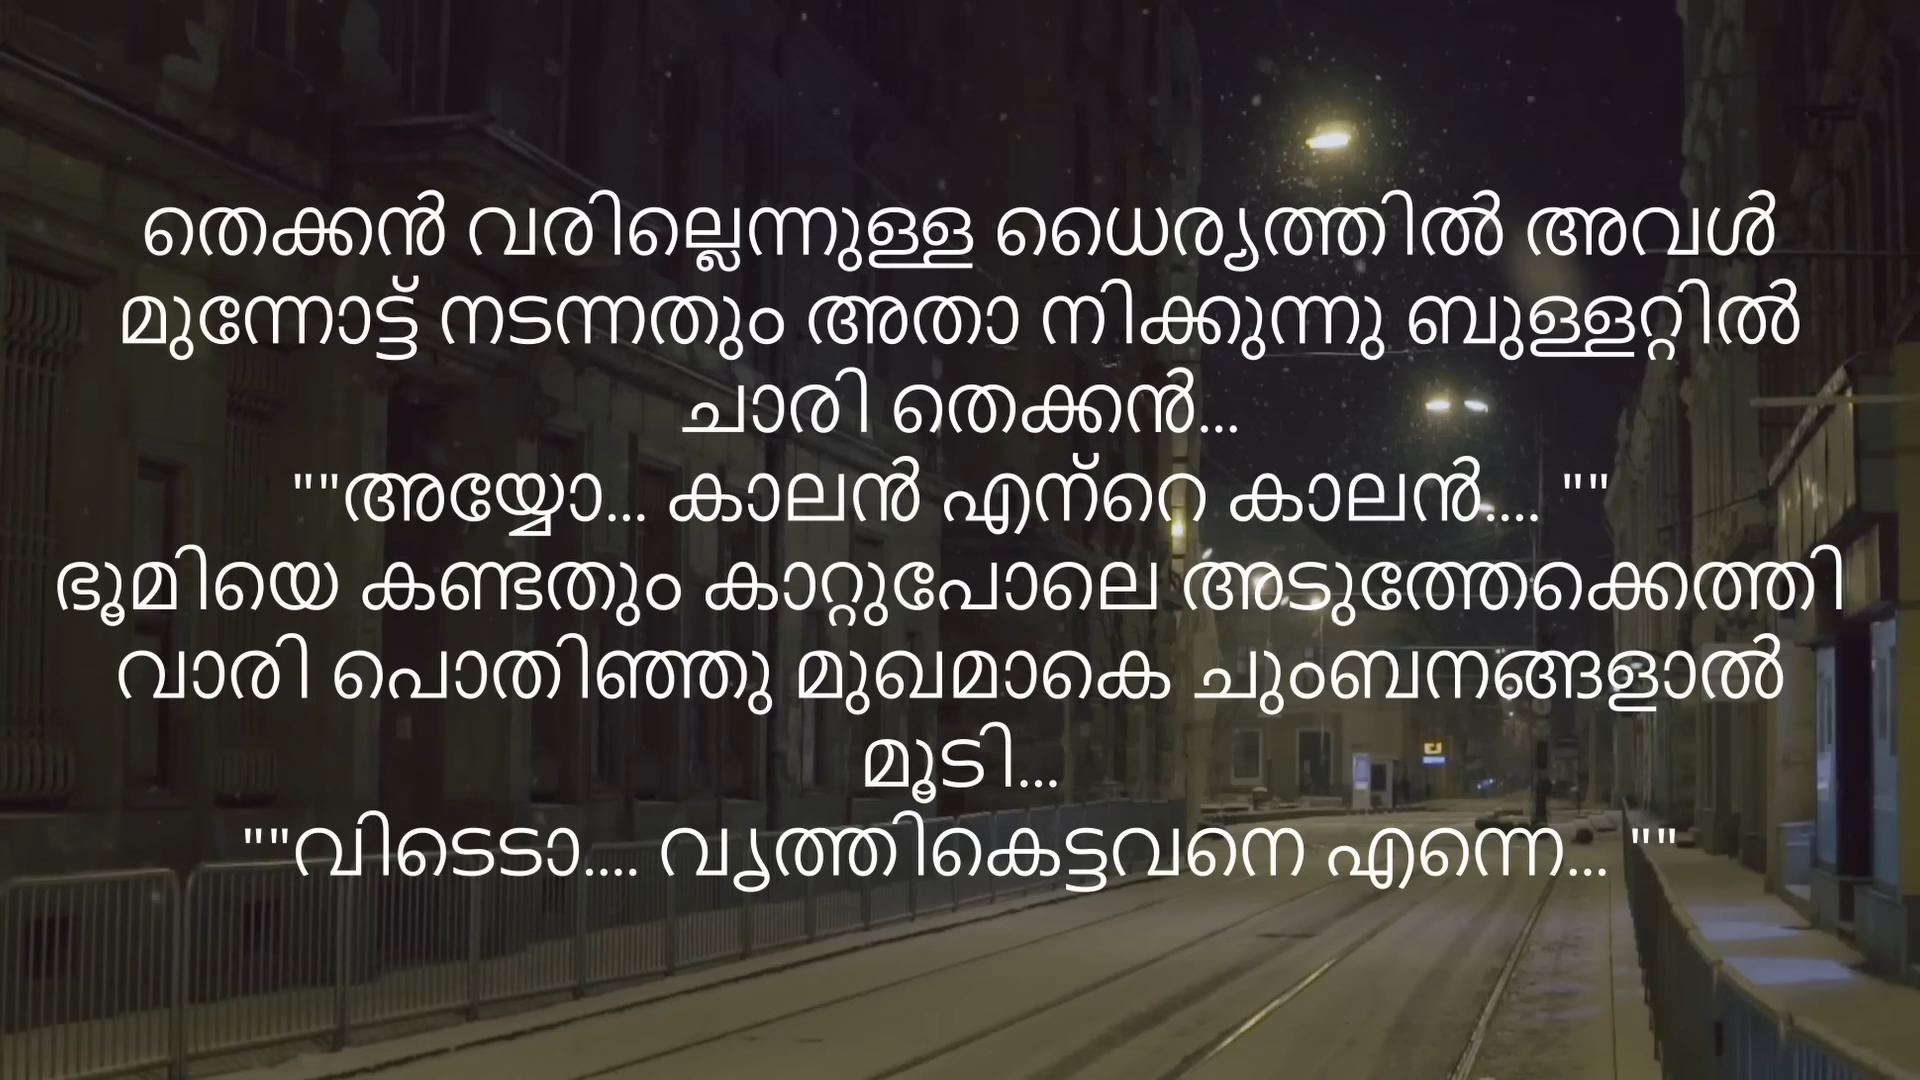 തെക്കൻ വരില്ലെന്നുള്ള ധൈര്യത്തിൽ അവൾ
മുന്നോട്ട് നടന്നതും അതാ നിക്കുന്നു ബുള്ളറ്റിൽ
ചാരി തെക്കൻ...
""അയ്യോ... കാലൻ എന്റെ കാലൻ.... ""
ഭൂമിയെ കണ്ടതും കാറ്റുപോലെ അടുത്തേക്കെത്തി
വാരി പൊതിഞ്ഞു മുഖമാകെ ചുംബനങ്ങളാൽ
മൂടി...
""വിടെടാ.... വൃത്തികെട്ടവനെ എന്നെ... ""